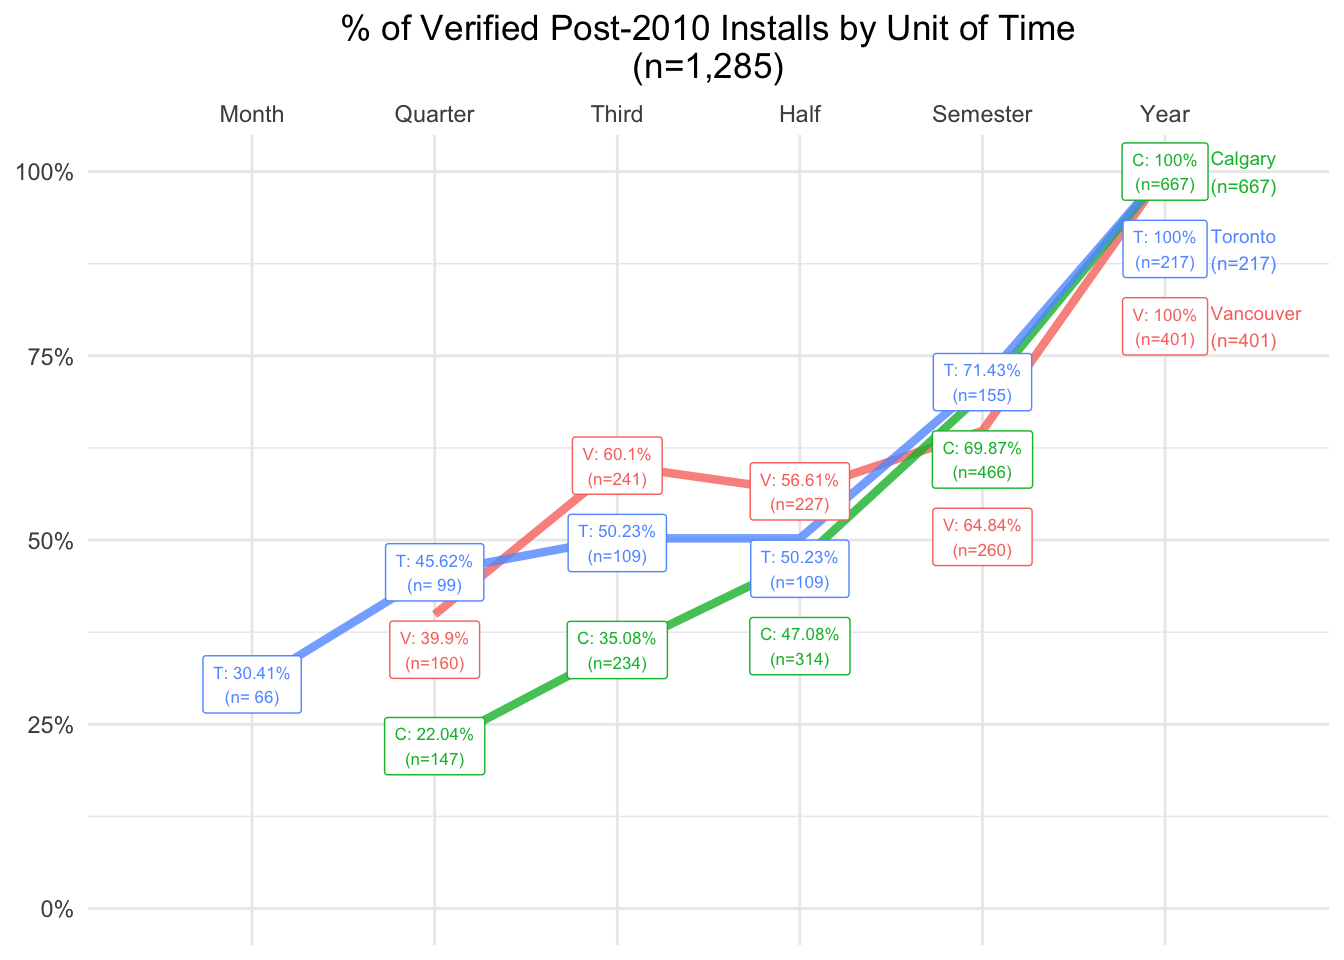 % of Verified Post-2010 Installs by Unit of Time
(n=1,285)
Month Quarter Third Half Semester Year
100%
75%
50%
25%
0%
T: 30.41%
(n= 66)
T: 45.62%
(n= 99)
V: 39.9%
(n=160)
C: 22.04%
(n=147)
V: 60.1%
(n=241)
T: 50.23%
(n=109)
C: 35.08%
(n=234)
V: 56.61%
(n=227)
T: 50.23%
(n=109)
C: 47.08%
(n=314)
T: 71.43%
(n=155)
C: 69.87%
(n=466)
V: 64.84%
(n=260)
C: 100%
(n=667)
T: 100%
(n=217)
V: 100%
(n=401)
Calgary
(n=667)
Toronto
(n=217)
Vancouver
(n=401)